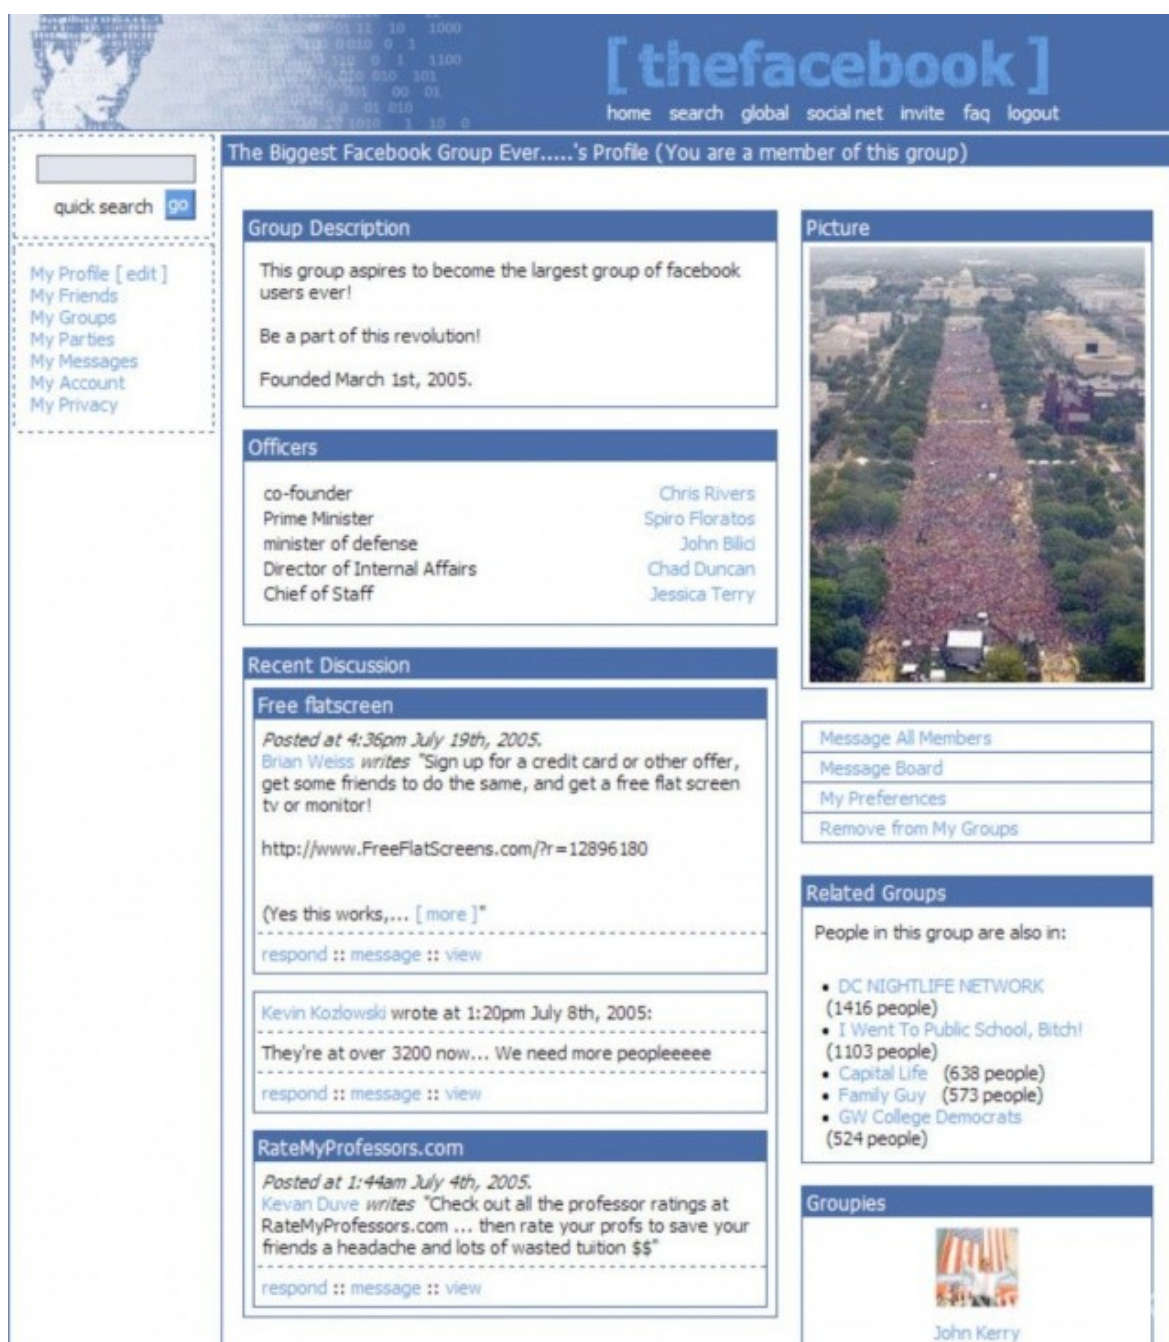 [ thefacebook ]
home search global social net invite faq logout
quick search go
My Profile [ edit ]
My Friends
My Groups
My Parties
My Messages
My Account
My Privacy
The Biggest Facebook Group Ever.....'s Profile (You are a member of this group)
Group Description
This group aspires to become the largest group of facebook
users ever!
Be a part of this revolution!
Founded March 1st, 2005.
Officers
co-founder Chris Rivers
Prime Minister Spiro Floratos
minister of defense John Bilici
Director of Internal Affairs Chad Duncan
Chief of Staff Jessica Terry
Recent Discussion
Free flatscreen
Posted at 4:36pm July 19th, 2005.
Brian Weiss writes "Sign up for a credit card or other offer,
get some friends to do the same, and get a free flat screen
tv or monitor!
http://www.FreeFlatScreens.com/?r=12896180
(Yes this works,... [ more ]"
respond :: message :: view
Kevin Kozlowski wrote at 1:20pm July 8th, 2005:
They're at over 3200 now... We need more peopleeeee
respond :: message :: view
RateMyProfessors.com
Posted at 1:44am July 4th, 2005.
Kevan Duve writes "Check out all the professor ratings at
RateMyProfessors.com ... then rate your profs to save your
friends a headache and lots of wasted tuition $$"
respond :: message :: view
Picture
Message All Members
Message Board
My Preferences
Remove from My Groups
Related Groups
People in this group are also in:
• DC NIGHTLIFE NETWORK
(1416 people)
• I Went To Public School, Bitch!
(1103 people)
• Capital Life (638 people)
• Family Guy (573 people)
• GW College Democrats
(524 people)
Groupies
John Kerry